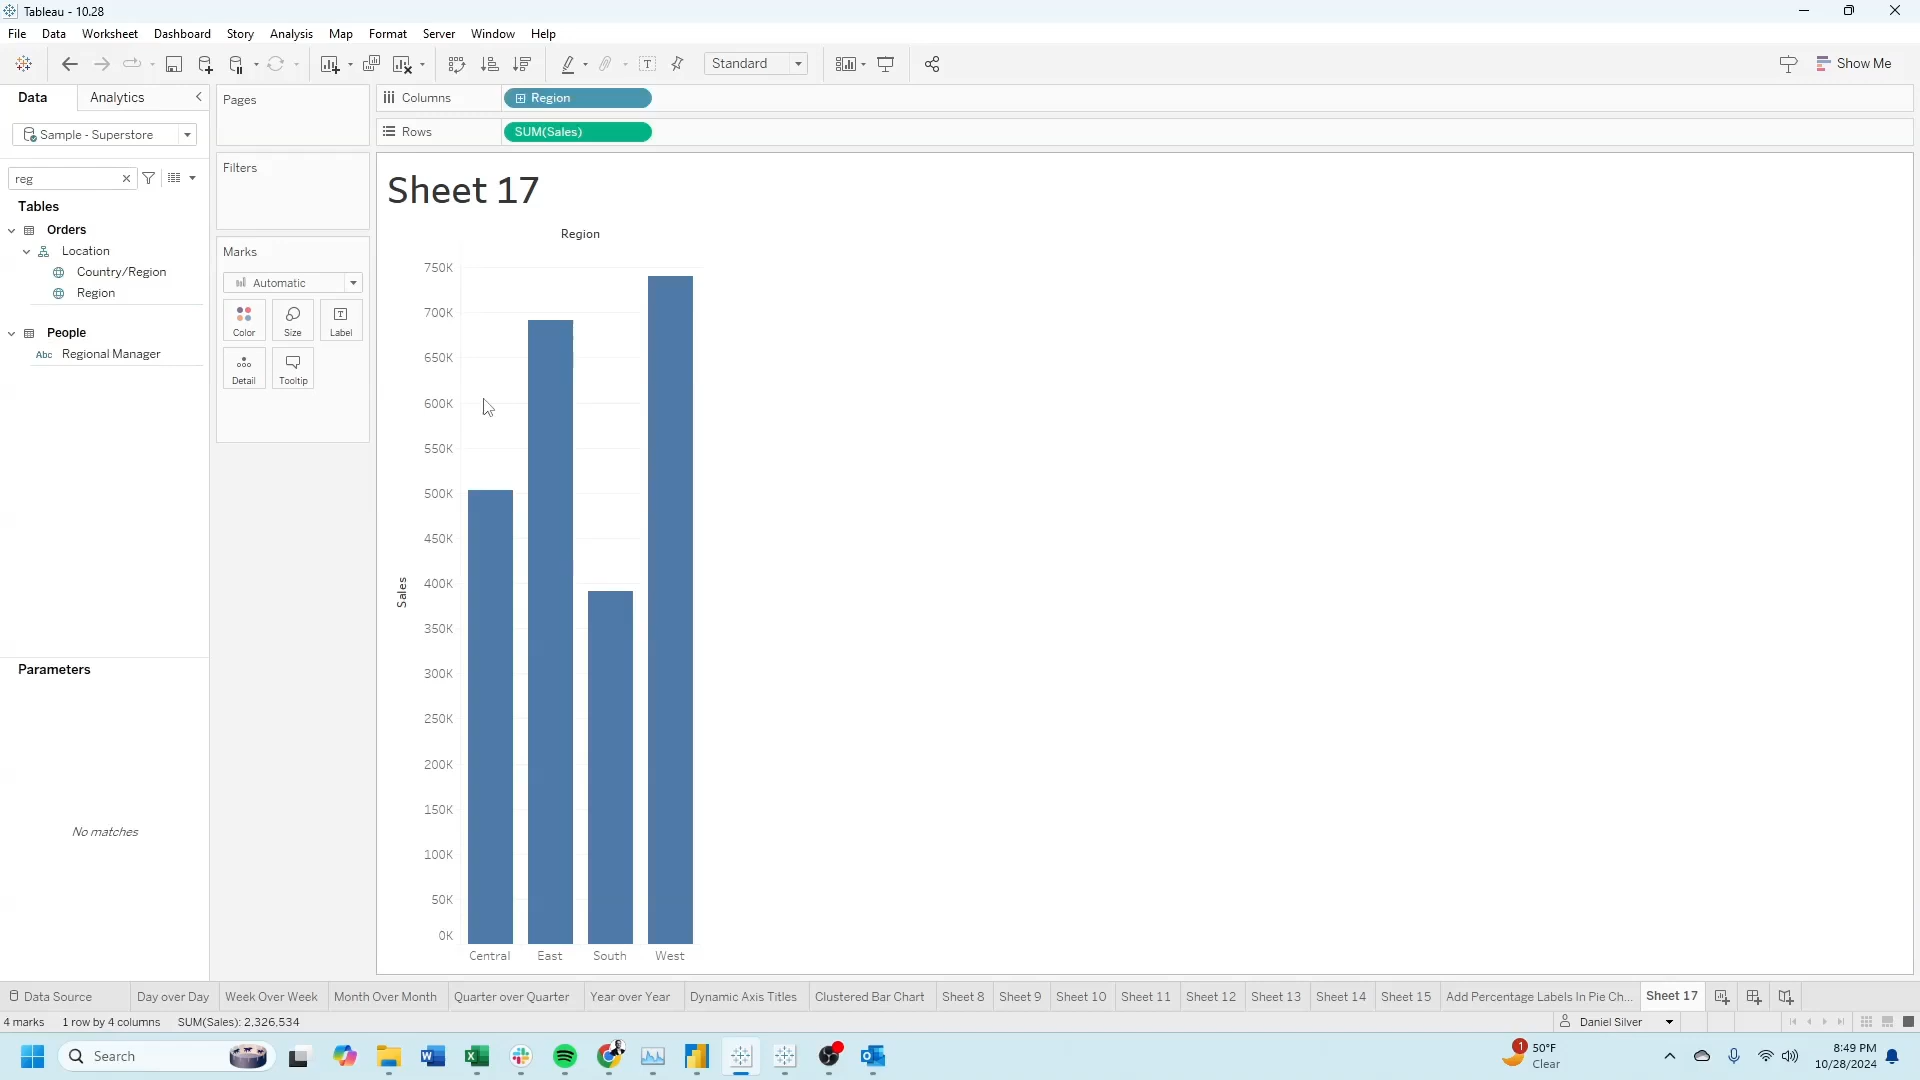 Tableau - 10.28
File Data Worksheet Dashboard Story Analysis Map Format Server Window Help
Standard
Show Me
Data Analytics
Pages
Columns
Region
Sample - Superstore
Rows
SUM(Sales)
reg
Filters
Tables
Orders
Location
Country/Region
Region
People
Abc Regional Manager
Parameters
No matches
Marks
Automatic
Color Size Label
Detail Tooltip
Sheet 17
Region
750K
700K
650K
600K
550K
500K
450K
400K
350K
300K
250K
200K
150K
100K
50K
0K
Sales
Central East South West
Data Source Day over Day Week Over Week Month Over Month Quarter over Quarter Year over Year Dynamic Axis Titles Clustered Bar Chart Sheet 8 Sheet 9 Sheet 10 Sheet 11 Sheet 12 Sheet 13 Sheet 14 Sheet 15 Add Percentage Labels In Pie Ch... Sheet 17
4 marks 1 row by 4 columns SUM(Sales): 2,326,534
Daniel Silver
Search
1
50°F
Clear
8:49 PM
10/28/2024